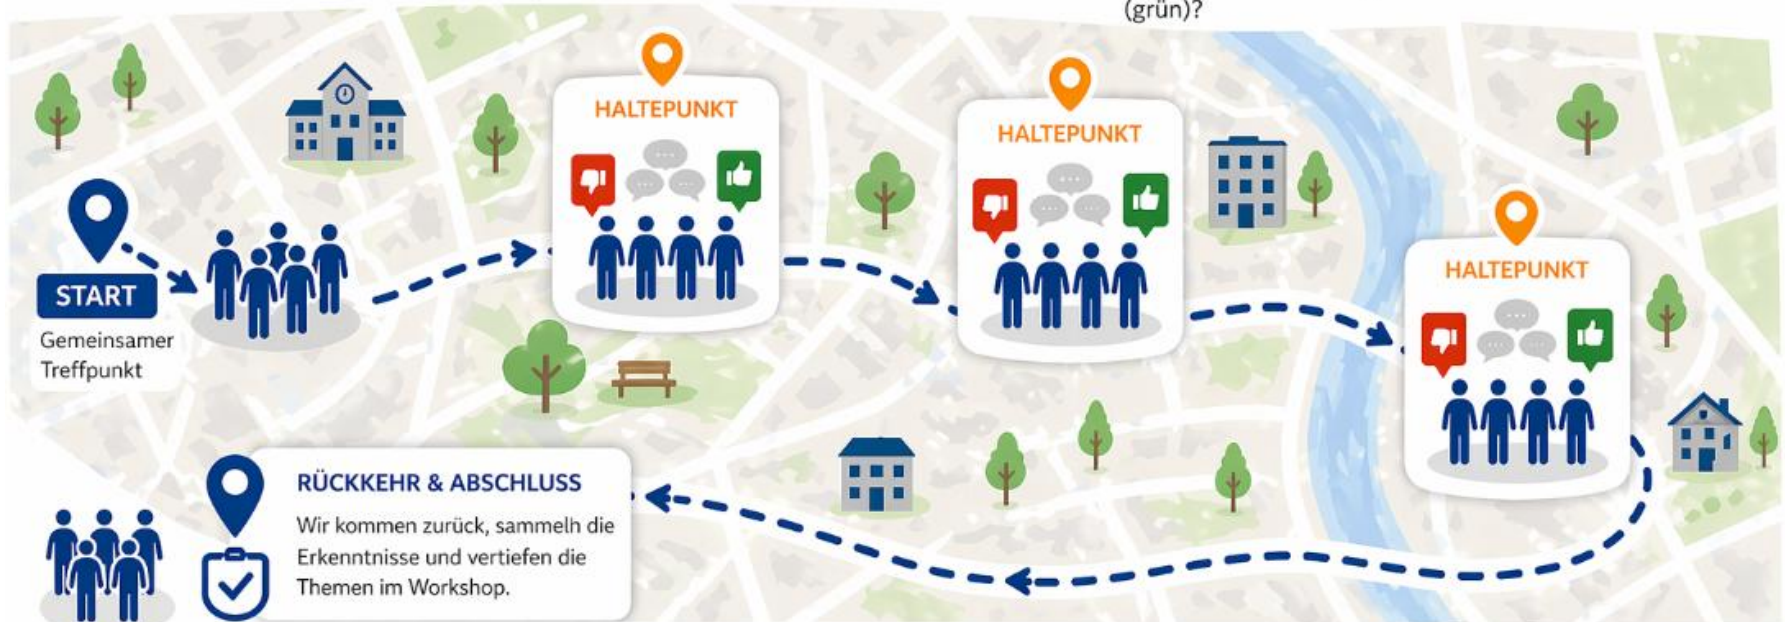 (grün)?
HALTEPUNKT
HALTEPUNKT
HALTEPUNKT
START
Gemeinsamer
Treffpunkt
RÜCKKEHR & ABSCHLUSS
Wir kommen zurück, sammelh die
Erkenntnisse und vertiefen die
Themen im Workshop.